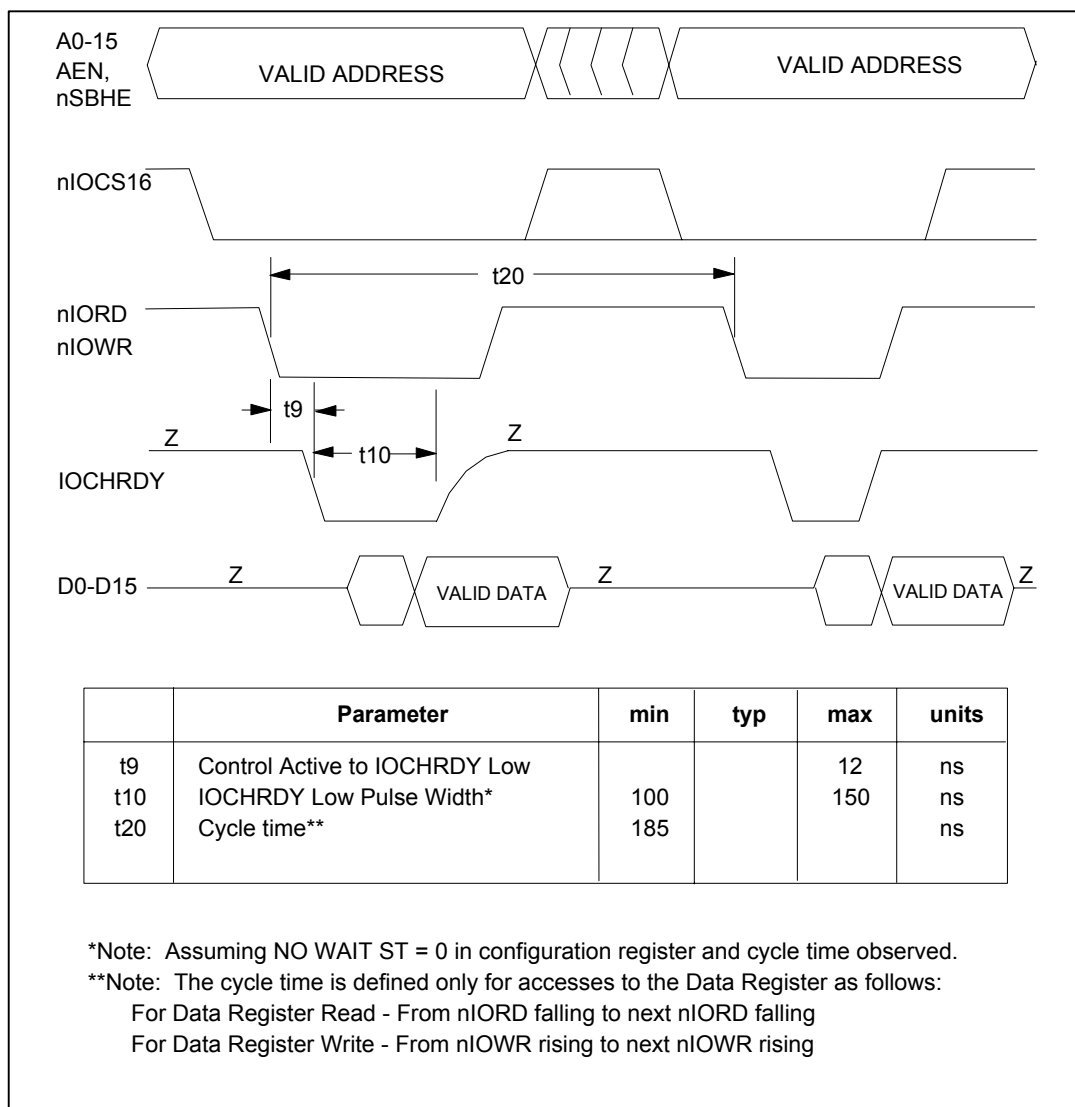 A0-15
AEN,
nSBHE
VALID ADDRESS
VALID ADDRESS
nIOCS16
t20
nIORD
nIOWR
t9
Z
t10
Z
IOCHRDY
D0-D15
Z
VALID DATA
Z
VALID DATA
Z
Parameter min typ max units
t9 Control Active to IOCHRDY Low 12 ns
t10 IOCHRDY Low Pulse Width* 100 150 ns
t20 Cycle time** 185 ns
*Note: Assuming NO WAIT ST = 0 in configuration register and cycle time observed.
**Note: The cycle time is defined only for accesses to the Data Register as follows:
For Data Register Read - From nIORD falling to next nIORD falling
For Data Register Write - From nIOWR rising to next nIOWR rising